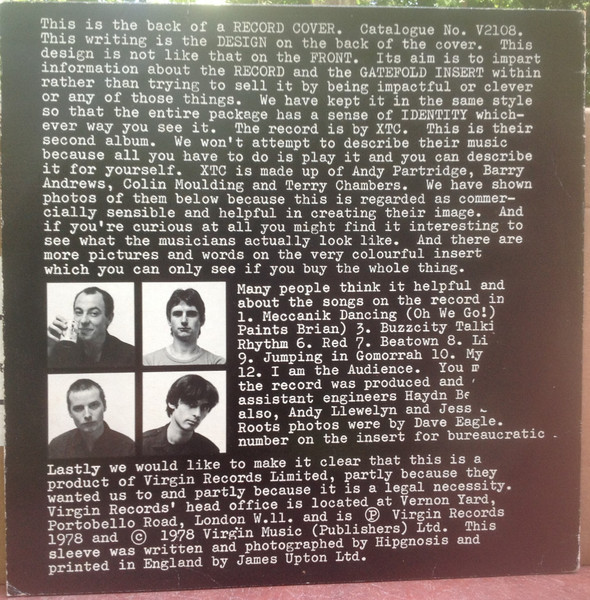 This is the back of a RECORD COVER.  Catalogue No. V2108.
This writing is the DESIGN on the back of the cover.  This
design is not like that on the FRONT.  Its aim is to impart
information about the RECORD and the GATEFOLD INSERT within
rather than trying to sell it by being impactful or clever
or any of those things.  We have kept it in the same style
so that the entire package has a sense of IDENTITY which-
ever way you see it.  The record is by XTC.  This is their
second album.  We won't attempt to describe their music
because all you have to do is play it and you can describe
it for yourself.  XTC is made up of Andy Partridge, Barry
Andrews, Colin Moulding and Terry Chambers.  We have shown
photos of them below because this is regarded as commer-
cially sensible and helpful in creating their image.  And
if you're curious at all you might find it interesting to
see what the musicians actually look like.  And there are
more pictures and words on the very colourful insert
which you can only see if you buy the whole thing.
Many people think it helpful and
about the songs on the record in
1. Meccanik Dancing (Oh We Go!)
Paints Brian) 3. Buzzcity Talki
Rhythm 6. Red 7. Beatown 8. Li
9. Jumping in Gomorrah 10. My
12. I am the Audience.  You m
the record was produced and
assistant engineers Haydn Be
also, Andy Llewelyn and Jess
Roots photos were by Dave Eagle.
number on the insert for bureaucratic
Lastly we would like to make it clear that this is a
product of Virgin Records Limited, partly because they
wanted us to and partly because it is a legal necessity.
Virgin Records' head office is located at Vernon Yard,
Portobello Road, London W.11. and is Ⓟ Virgin Records
1978 and © 1978 Virgin Music (Publishers) Ltd.  This
sleeve was written and photographed by Hipgnosis and
printed in England by James Upton Ltd.